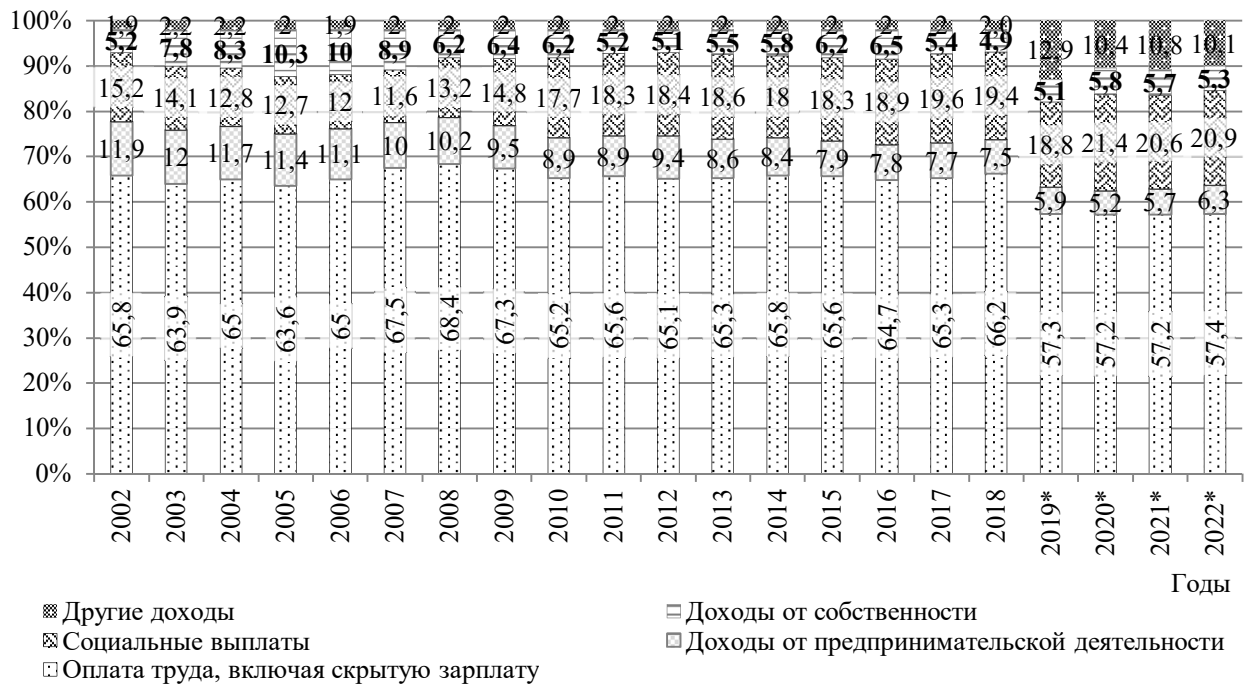 100% 1,9 2,2 2,2 2 1,9 2 2 2 2 2 2 2 2 2 2 2 2,0
5,2 7,8 8,3 10,3 10 8,9 6,2 6,4 6,2 5,2 5,1 5,5 5,8 6,2 6,5 5,4 4,9 12,9 10,4 10,8 10,1
90% 5,1 5,8 5,7 5,3
80% 15,2 14,1 12,8 12,7 12 11,6 13,2 14,8 17,7 18,3 18,4 18,6 18 18,3 18,9 19,6 19,4 18,8 21,4 20,6 20,9
70% 11,9 12 11,7 11,4 11,1 10 10,2 9,5 8,9 8,9 9,4 8,6 8,4 7,9 7,8 7,7 7,5 5,9 5,2 5,7 6,3
60%
50%
40%
30% 65,8 63,9 65 63,6 65 67,5 68,4 67,3 65,2 65,6 65,1 65,3 65,8 65,6 64,7 65,3 66,2 57,3 57,2 57,2 57,4
20%
10%
0%
2002 2003 2004 2005 2006 2007 2008 2009 2010 2011 2012 2013 2014 2015 2016 2017 2018 2019* 2020* 2021* 2022*
Годы
Другие доходы Доходы от собственности
Социальные выплаты Доходы от предпринимательской деятельности
Оплата труда, включая скрытую зарплату